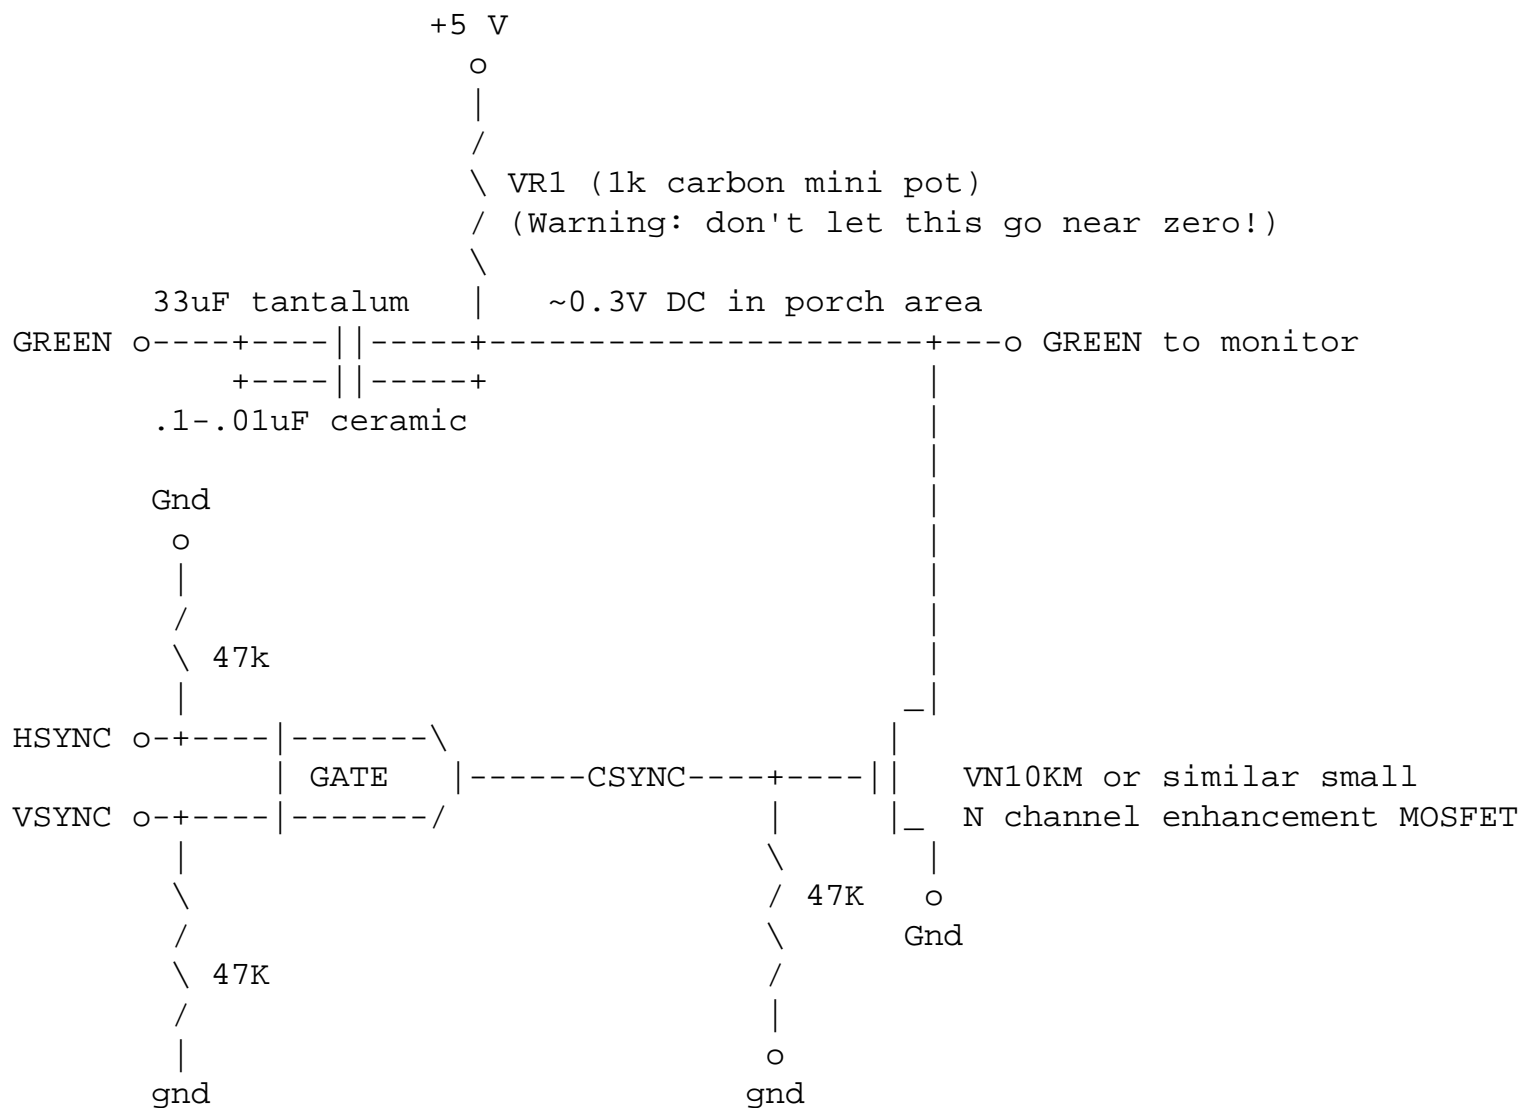 +5 V
o
|
/
\ VR1 (1k carbon mini pot)
/ (Warning: don't let this go near zero!)
\
33uF tantalum | ~0.3V DC in porch area
GREEN o----+----||-----+----------------------+---o GREEN to monitor
+----||-----+ |
.1-.01uF ceramic |
|
Gnd |
o |
| |
/ |
\ 47k |
| _|
HSYNC o-+----|-------\ |
| GATE |------CSYNC----+----|| VN10KM or similar small
VSYNC o-+----|-------/ | |_ N channel enhancement MOSFET
| \ |
\ / 47K o
/ \ Gnd
\ 47K /
/ |
| o
gnd gnd